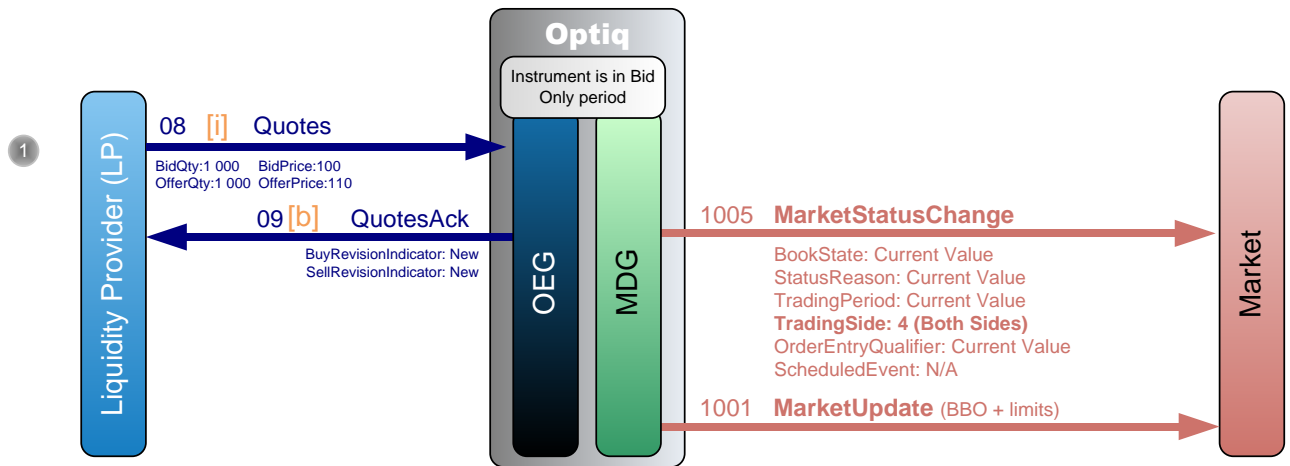 Optiq
Instrument is in Bid
Only period
1
Liquidity Provider (LP)
08 [i] Quotes
BidQty:1 000 BidPrice:100
OfferQty:1 000 OfferPrice:110
09 [b] QuotesAck
BuyRevisionIndicator: New
SellRevisionIndicator: New
OEG
MDG
1005 MarketStatusChange
BookState: Current Value
StatusReason: Current Value
TradingPeriod: Current Value
TradingSide: 4 (Both Sides)
OrderEntryQualifier: Current Value
ScheduledEvent: N/A
1001 MarketUpdate (BBO + limits)
Market